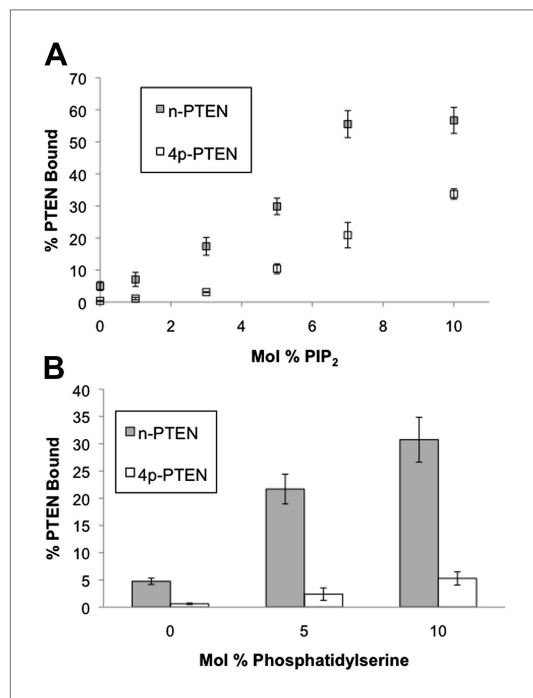 A
70
60
50
40
30
20
10
0
% PTEN Bound
n-PTEN
4p-PTEN
0 2 4 6 8 10
Mol % PIP2
B
40
35
30
25
20
15
10
5
0
% PTEN Bound
n-PTEN
4p-PTEN
0 5 10
Mol % Phosphatidylserine